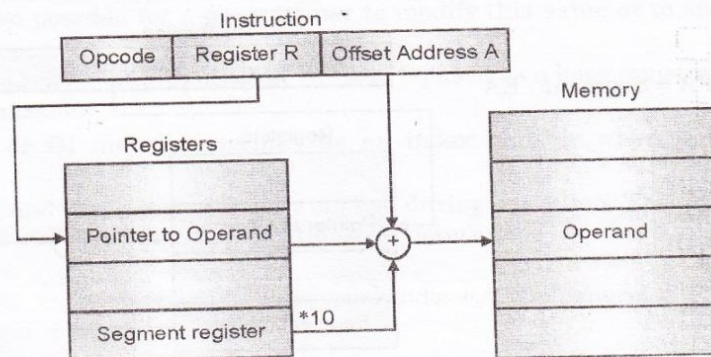 Instruction
Opcode Register R Offset Address A
Memory
Registers
Pointer to Operand + Operand
Segment register *10